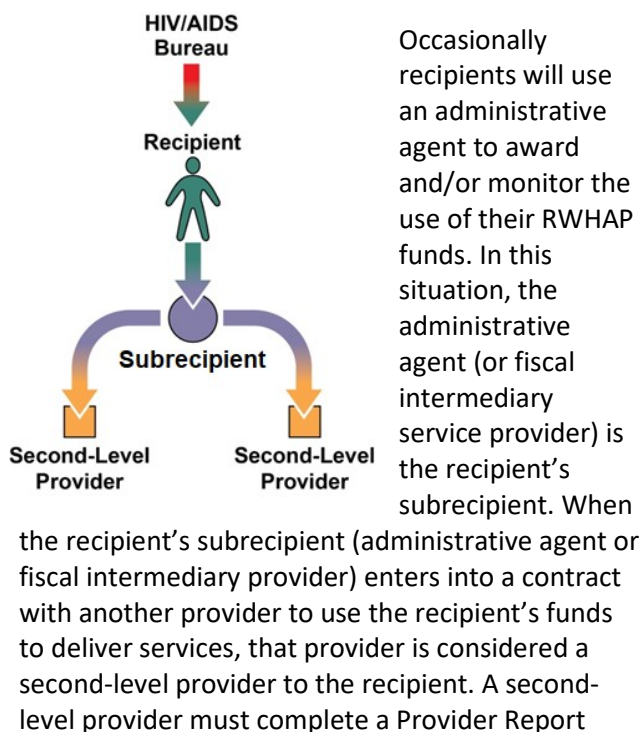 HIV/AIDS
Bureau
Recipient
Subrecipient
Second-Level
Provider
Second-Level
Provider
Occasionally
recipients will use
an administrative
agent to award
and/or monitor the
use of their RWHAP
funds. In this
situation, the
administrative
agent (or fiscal
intermediary
service provider) is
the recipient’s
subrecipient. When
the recipient’s subrecipient (administrative agent or
fiscal intermediary provider) enters into a contract
with another provider to use the recipient’s funds
to deliver services, that provider is considered a
second-level provider to the recipient. A second-
level provider must complete a Provider Report